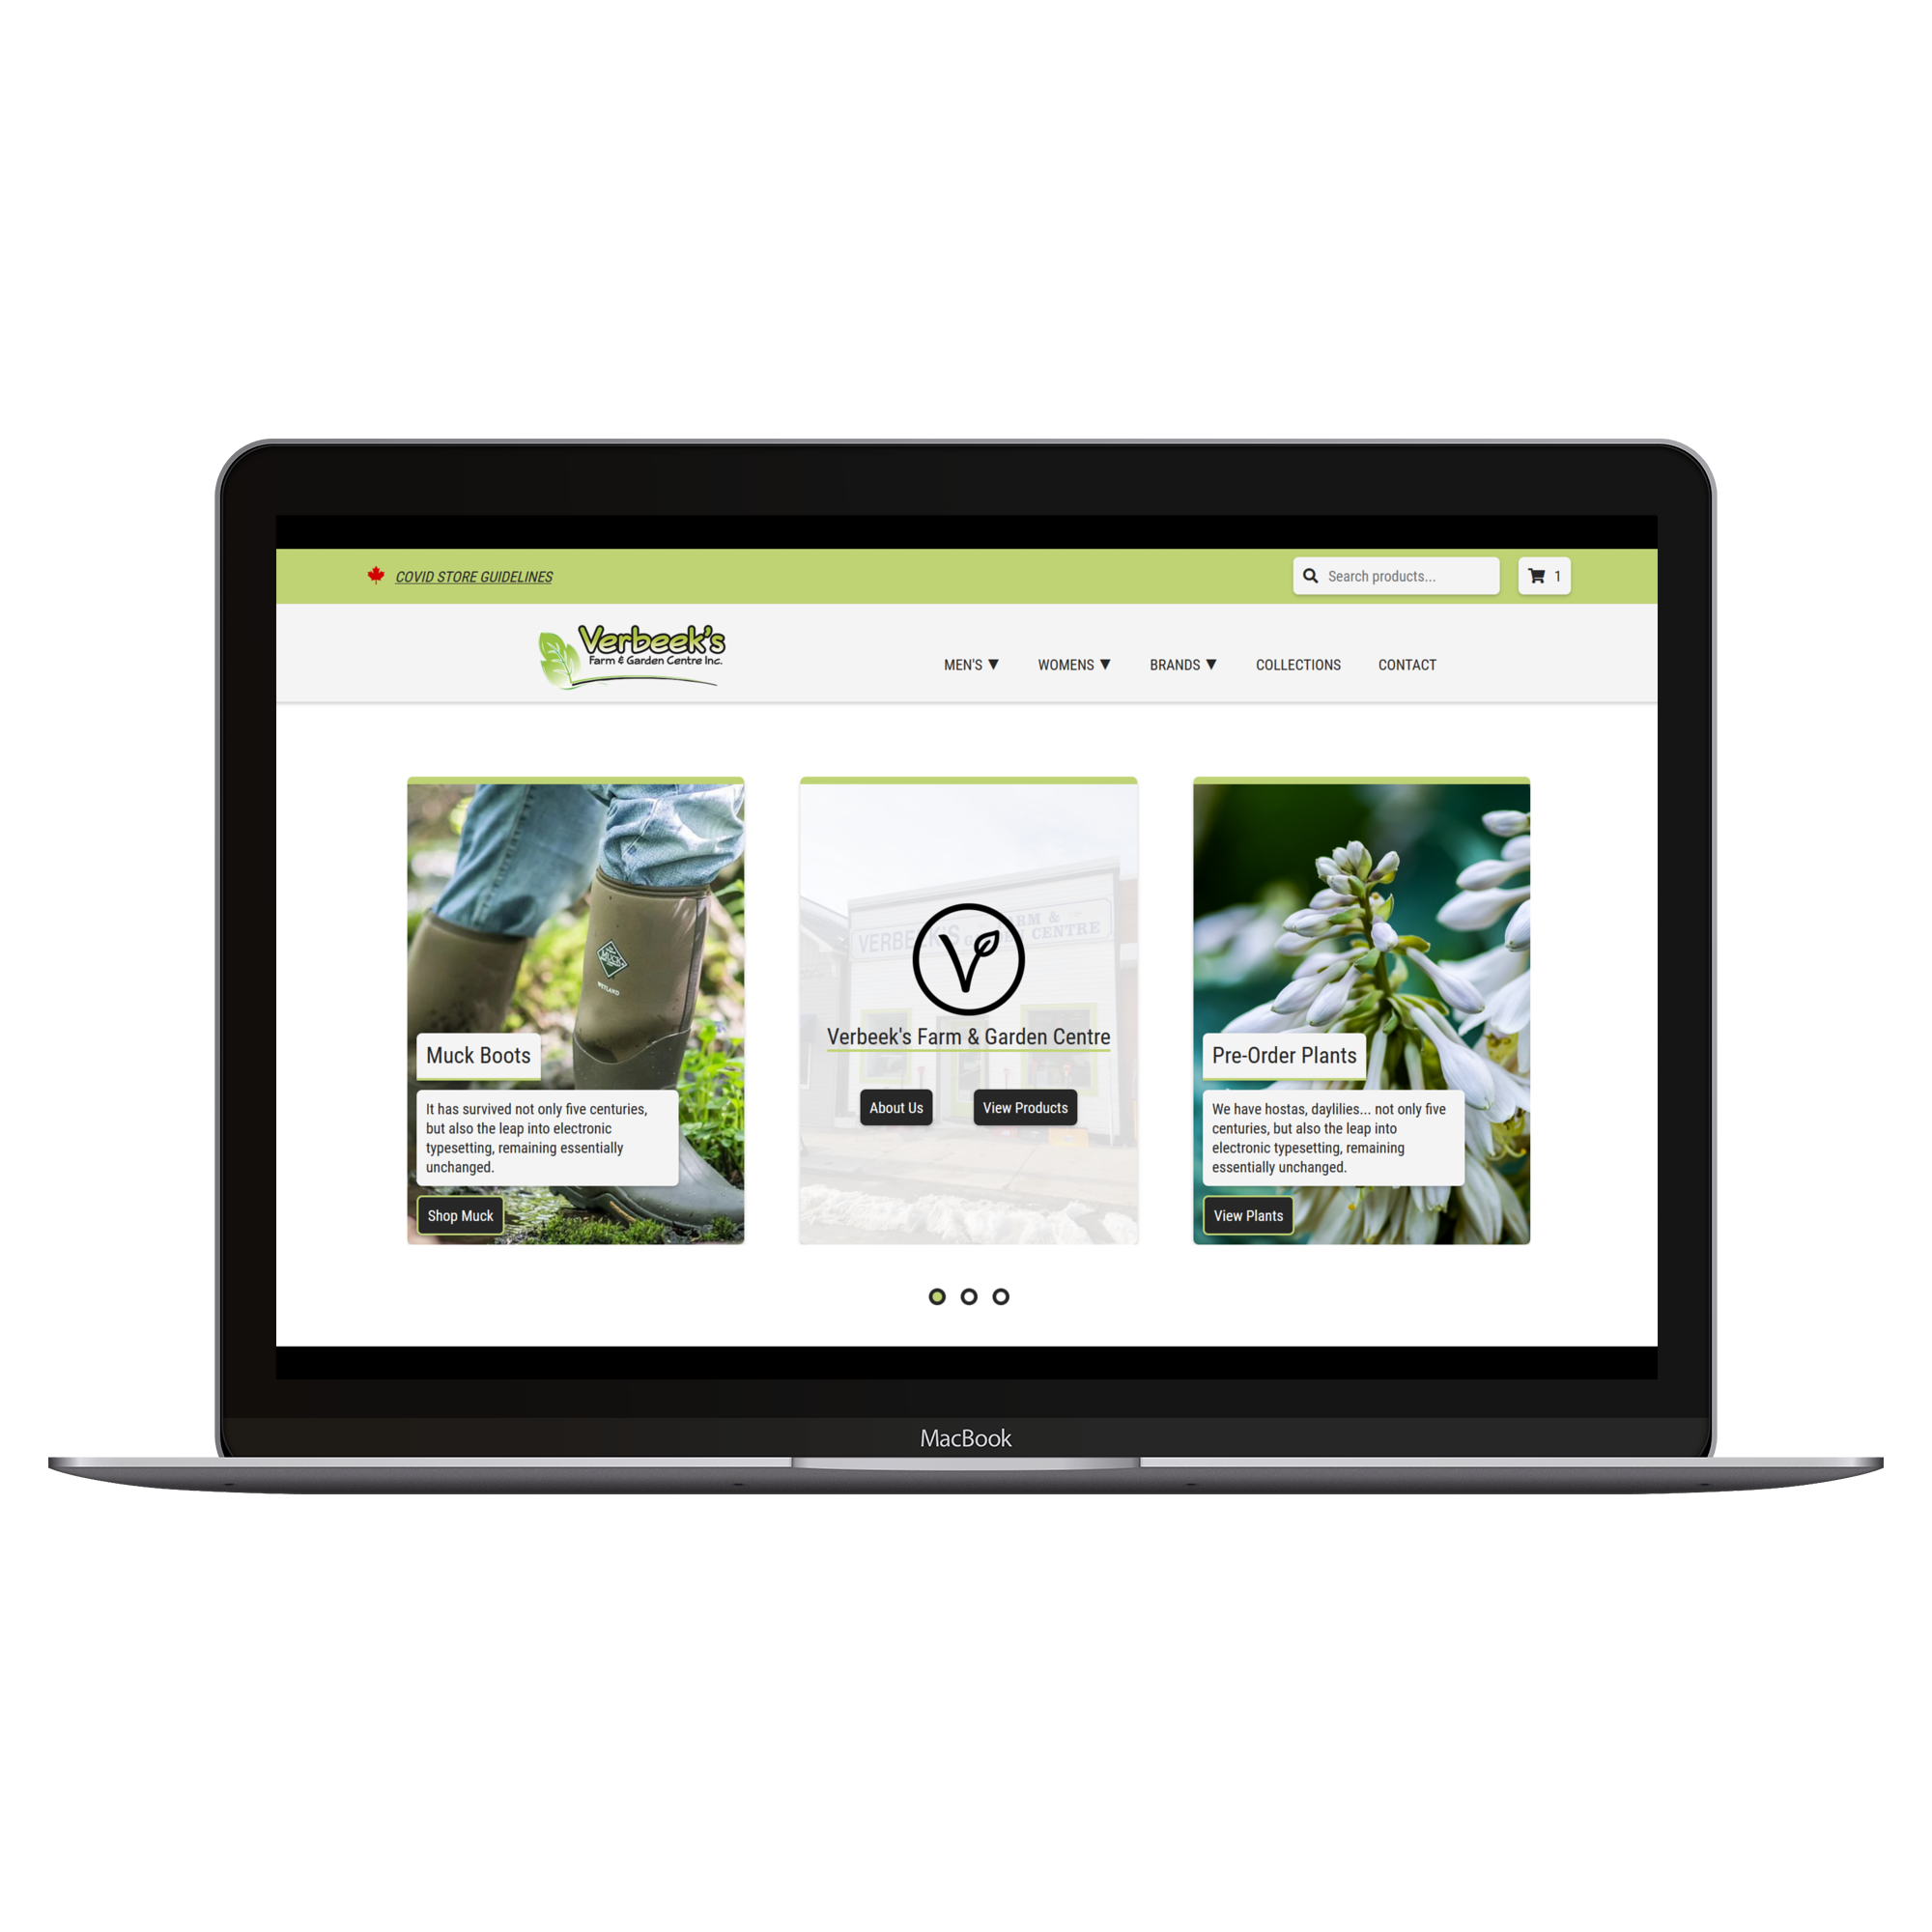 COVID STORE GUIDELINES
Search products...
1
Verbeek's
Farm & Garden Centre Inc.
MEN'S ▼
WOMENS ▼
BRANDS ▼
COLLECTIONS
CONTACT
MUCK
WETLAND
Muck Boots
It has survived not only five centuries,
but also the leap into electronic
typesetting, remaining essentially
unchanged.
Shop Muck
CENTRE
Verbeek's Farm & Garden Centre
About Us
View Products
Pre-Order Plants
We have hostas, daylilies... not only five
centuries, but also the leap into
electronic typesetting, remaining
essentially unchanged.
View Plants
MacBook